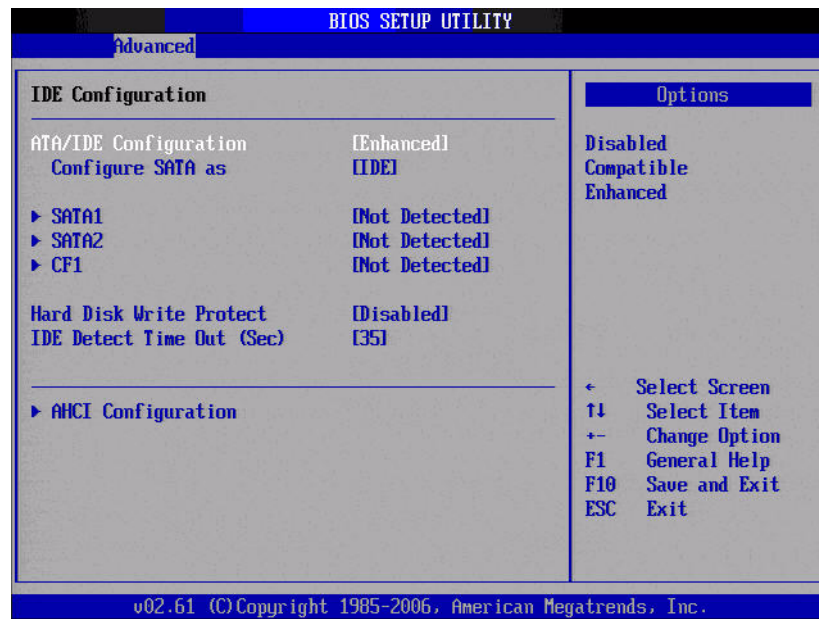 BIOS SETUP UTILITY
Advanced
IDE Configuration
ATA/IDE Configuration [Enhanced]
Configure SATA as [IDE]
▶ SATA1 [Not Detected]
▶ SATA2 [Not Detected]
▶ CF1 [Not Detected]
Hard Disk Write Protect [Disabled]
IDE Detect Time Out (Sec) [35]
▶ AHCI Configuration
Options
Disabled
Compatible
Enhanced
← Select Screen
↑↓ Select Item
+- Change Option
F1 General Help
F10 Save and Exit
ESC Exit
v02.61 (C)Copyright 1985-2006, American Megatrends, Inc.